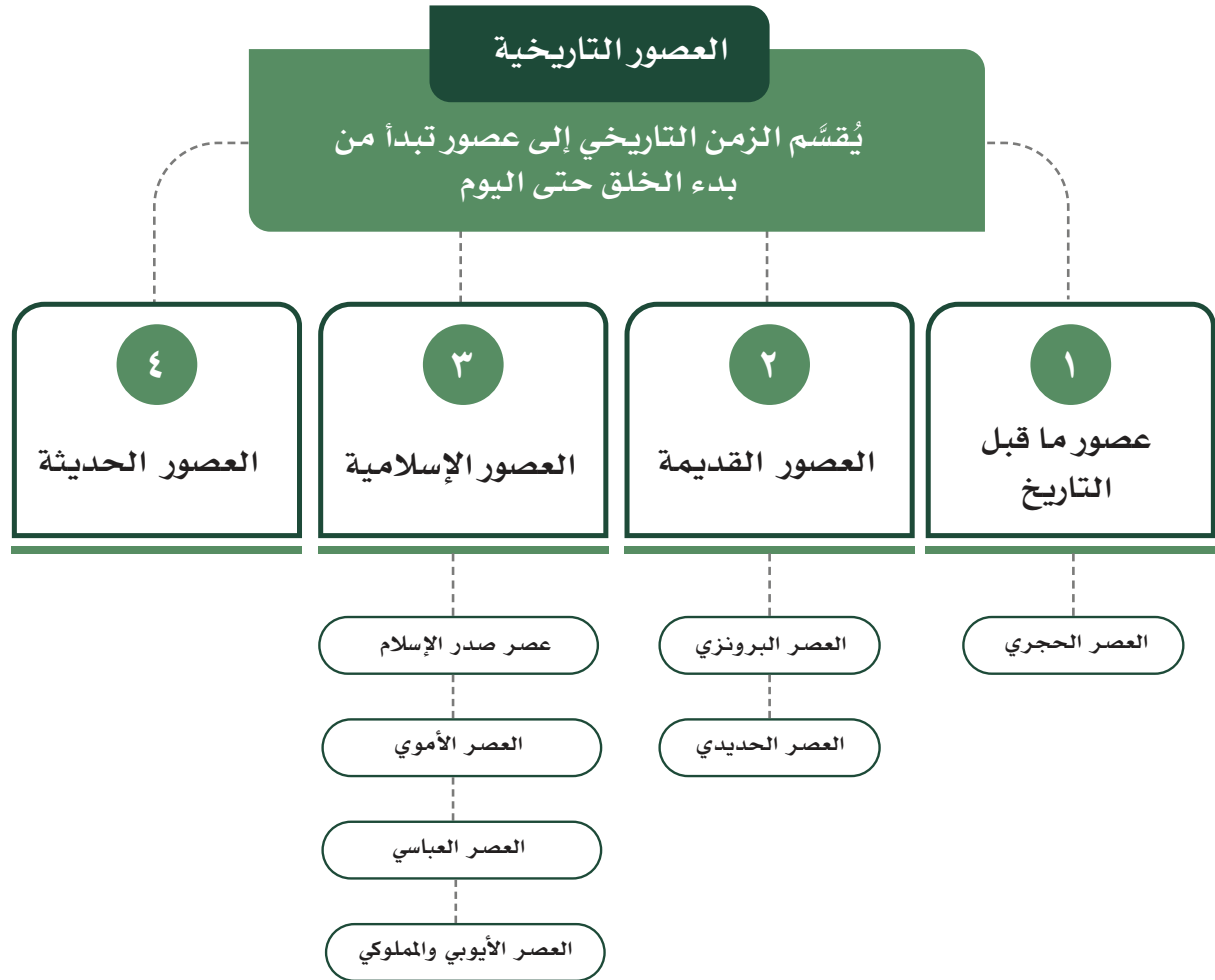 العصور التاريخية
يُقسَّم الزمن التاريخي إلى عصور تبدأ من
بدء الخلق حتى اليوم
١
عصور ما قبل
التاريخ
العصر الحجري
٢
العصور القديمة
العصر البرونزي
العصر الحديدي
٣
العصور الإسلامية
عصر صدر الإسلام
العصر الأموي
العصر العباسي
العصر الأيوبي والمملوكي
٤
العصور الحديثة